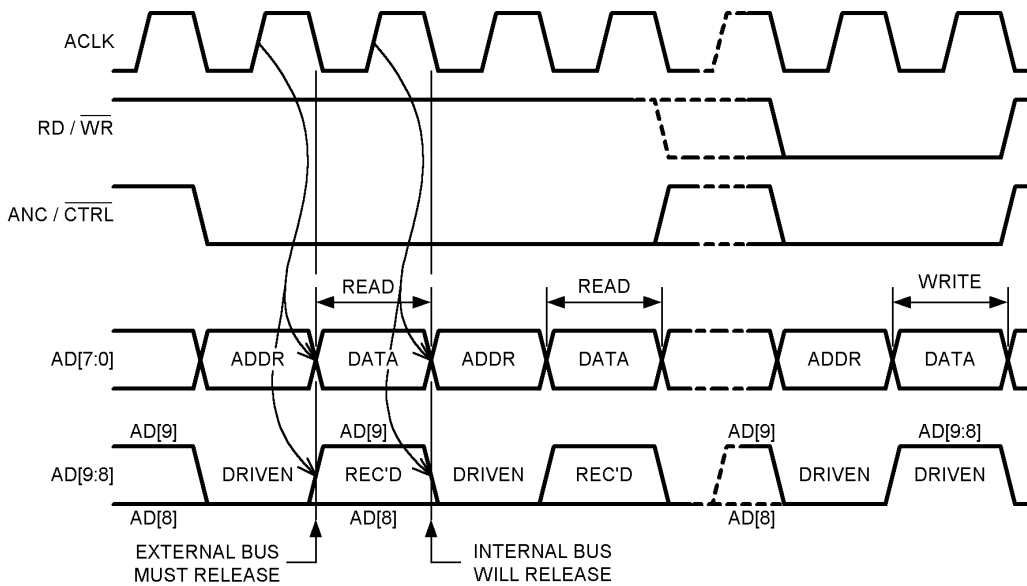 ACLK
RD / WR
ANC / CTRL
READ READ WRITE
AD[7:0] ADDR DATA ADDR DATA ADDR DATA
AD[9] AD[9] AD[9] AD[9:8]
AD[9:8] DRIVEN REC'D DRIVEN REC'D DRIVEN DRIVEN
AD[8] AD[8] AD[8]
EXTERNAL BUS
MUST RELEASE
INTERNAL BUS
WILL RELEASE